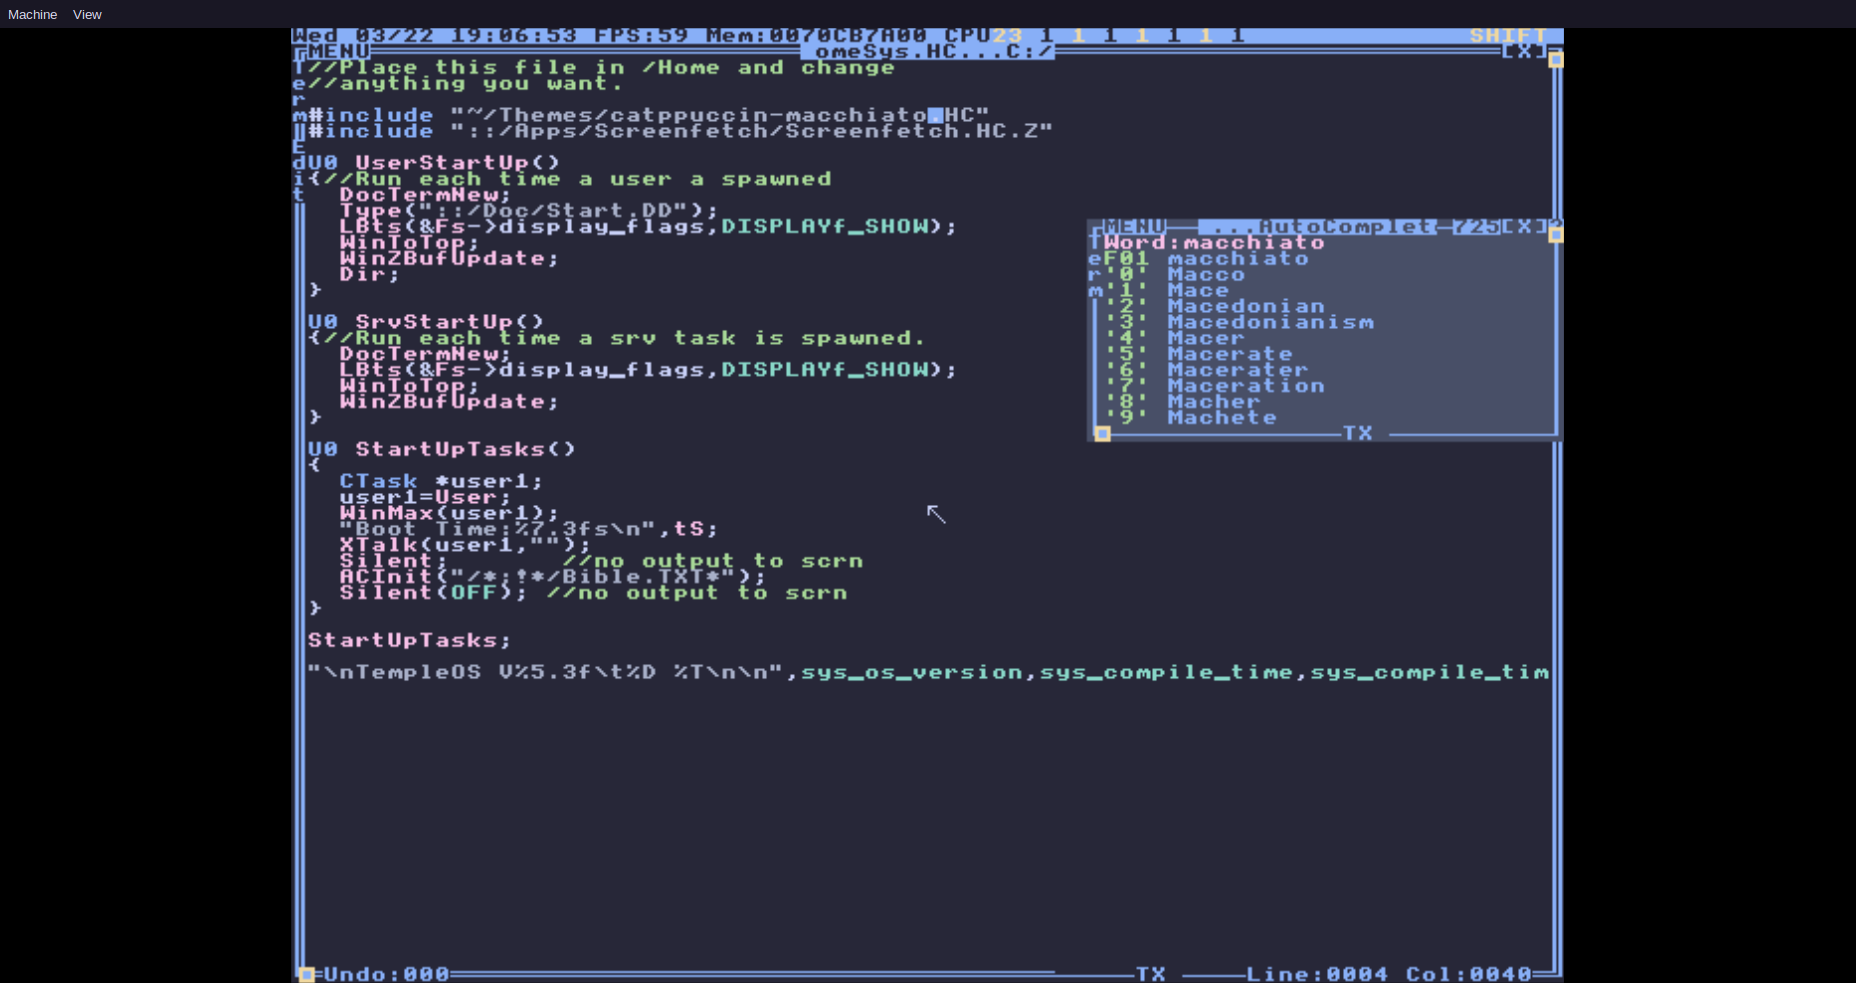 Machine View
Wed 03/22 19:06:53 FPS:59 Mem:0070CB7A00 CPU23 1 1 1 1 1 1 1 SHIFT
MENU omeSys.HC...C:/ [X]
Term
Edit
//Place this file in /Home and change
//anything you want.
#include "~/Themes/catppuccin-macchiato.HC"
#include "::/Apps/Screenfetch/Screenfetch.HC.Z"
U0 UserStartUp()
{//Run each time a user a spawned
DocTermNew;
Type("::/Doc/Start.DD");
LBts(&Fs->display_flags,DISPLAYf_SHOW);
WinToTop;
WinZBufUpdate;
Dir;
}
U0 SrvStartUp()
{//Run each time a srv task is spawned.
DocTermNew;
LBts(&Fs->display_flags,DISPLAYf_SHOW);
WinToTop;
WinZBufUpdate;
}
U0 StartUpTasks()
{
CTask *user1;
user1=User;
WinMax(user1);
"Boot Time:%7.3fs\n",tS;
XTalk(user1,"");
Silent; //no output to scrn
ACInit("/*;!*/Bible.TXT*");
Silent(OFF); //no output to scrn
}
StartUpTasks;
"\nTempleOS V%5.3f\t%D %T\n\n",sys_os_version,sys_compile_time,sys_compile_tim
MENU ...AutoComplet 725[X]?
Term
Word:macchiato
F01 macchiato
'0' Macco
'1' Mace
'2' Macedonian
'3' Macedonianism
'4' Macer
'5' Macerate
'6' Macerater
'7' Maceration
'8' Macher
'9' Machete
TX
Undo:000 TX Line:0004 Col:0040